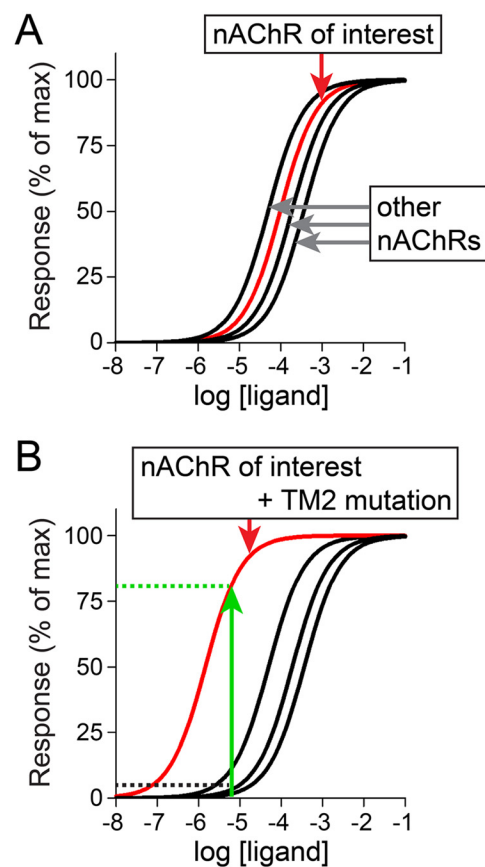 A
nAChR of interest
100
75
50
25
0
Response (% of max)
other
nAChRs
-8 -7 -6 -5 -4 -3 -2 -1
log [ligand]
B
nAChR of interest
+ TM2 mutation
100
75
50
25
0
Response (% of max)
-8 -7 -6 -5 -4 -3 -2 -1
log [ligand]